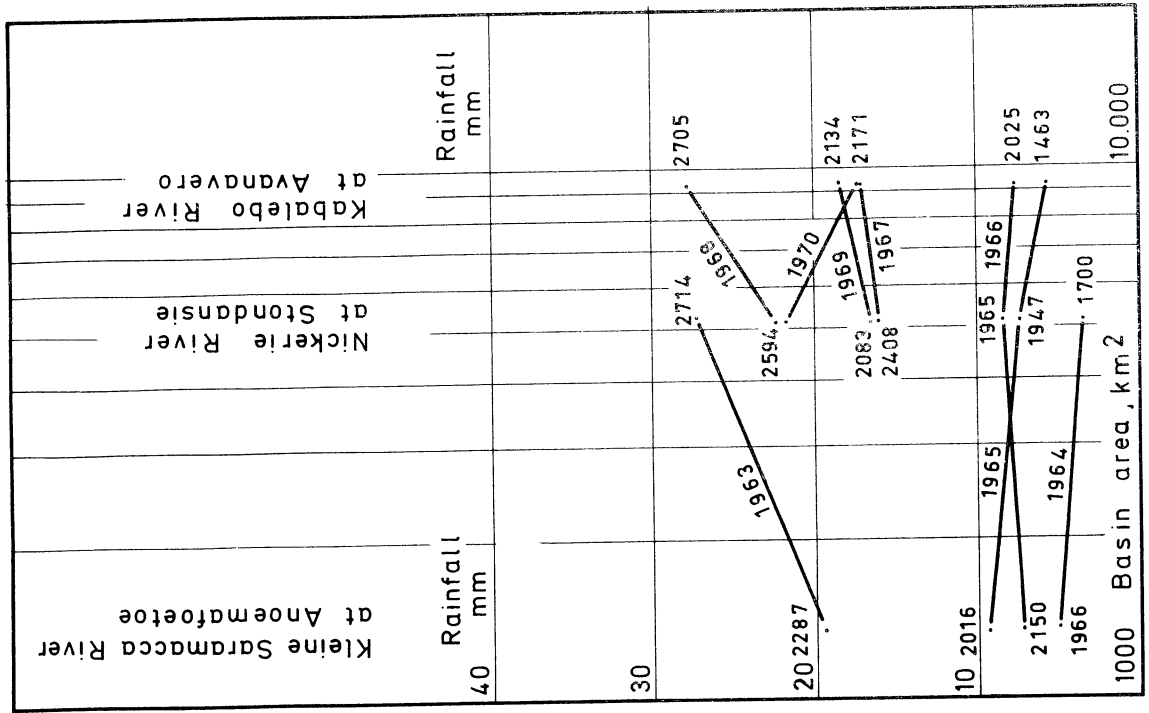 Kleine Saramacca River
at Anoemafoetoe
Nickerie River
at Stondansie
Kabalebo River
at Avanavero
Rainfall
mm
Rainfall
mm
40
30
20
10
2287
2016
2150
1966
1963
1965
1964
2714
2594
2083
2408
1965
1947
1700
1968
1970
1969
1967
1966
2705
2134
2171
2025
1463
1000
Basin area, km2
10.000